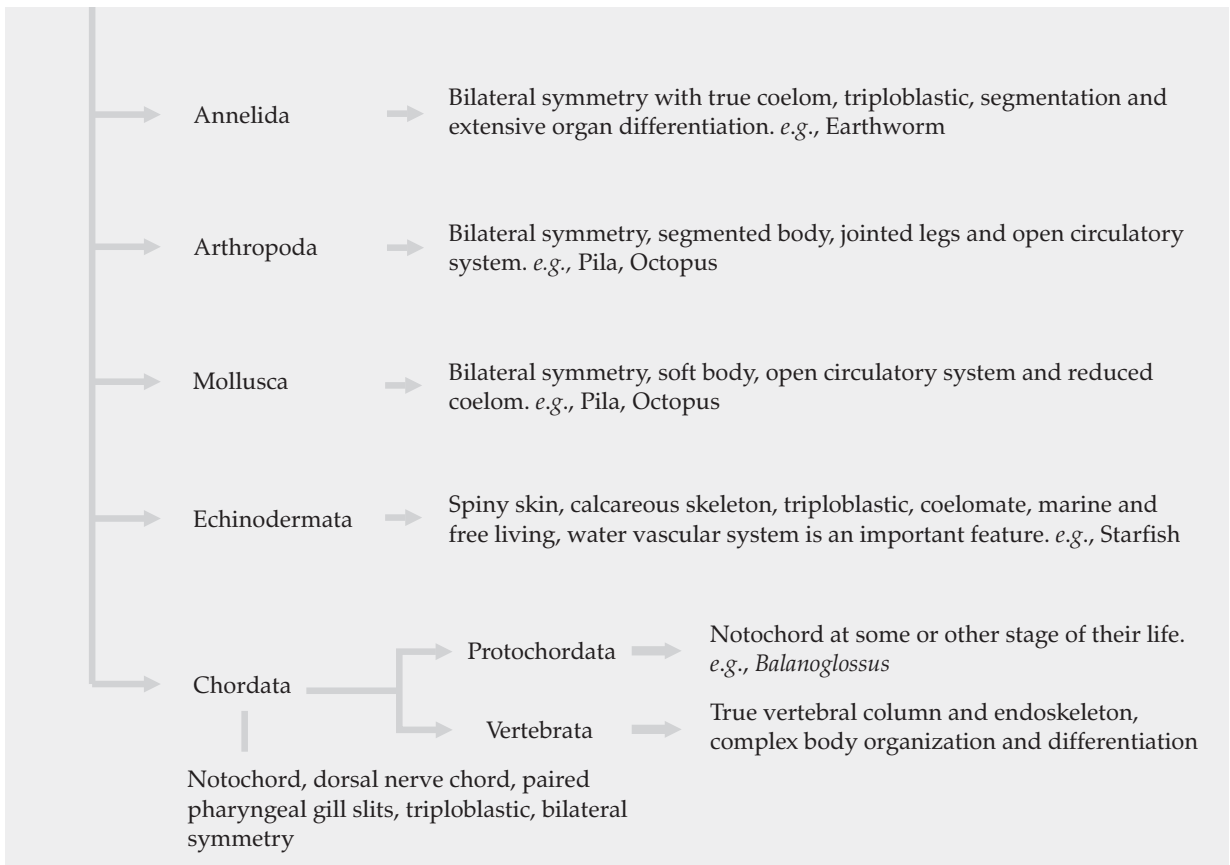 Annelida
Bilateral symmetry with true coelom, triploblastic, segmentation and
extensive organ differentiation. e.g., Earthworm
Arthropoda
Bilateral symmetry, segmented body, jointed legs and open circulatory
system. e.g., Pila, Octopus
Mollusca
Bilateral symmetry, soft body, open circulatory system and reduced
coelom. e.g., Pila, Octopus
Echinodermata
Spiny skin, calcareous skeleton, triploblastic, coelomate, marine and
free living, water vascular system is an important feature. e.g., Starfish
Chordata
Protochordata
Notochord at some or other stage of their life.
e.g., Balanoglossus
Vertebrata
True vertebral column and endoskeleton,
complex body organization and differentiation
Notochord, dorsal nerve chord, paired
pharyngeal gill slits, triploblastic, bilateral
symmetry